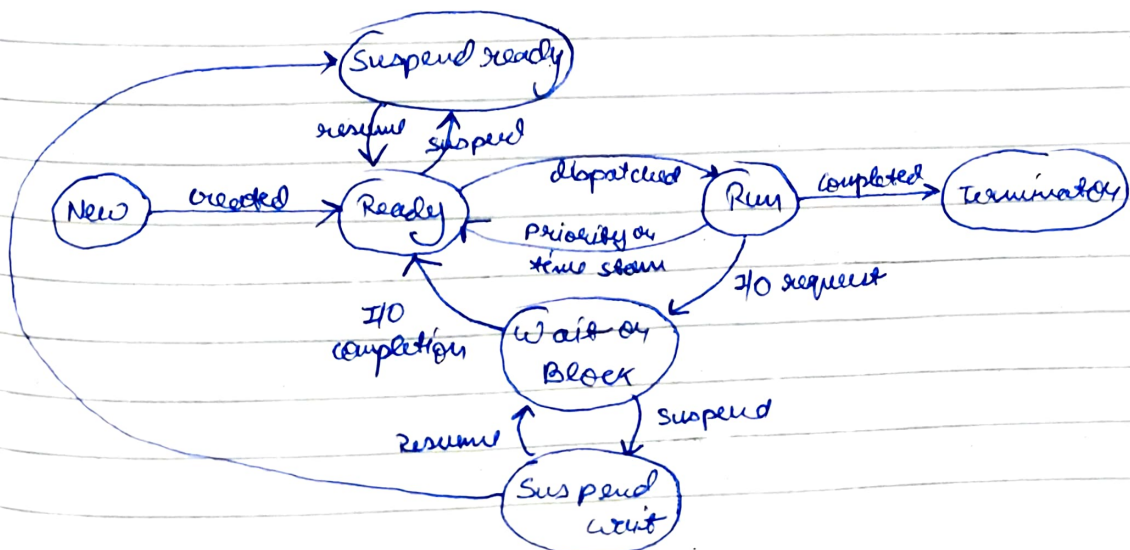 Suspend ready
resume
suspend
dispatched
New
created
Ready
Run
completed
Terminator
Priority or
time
I/O request
I/O
completion
Wait or
Block
Resume
Suspend
Suspend
wait